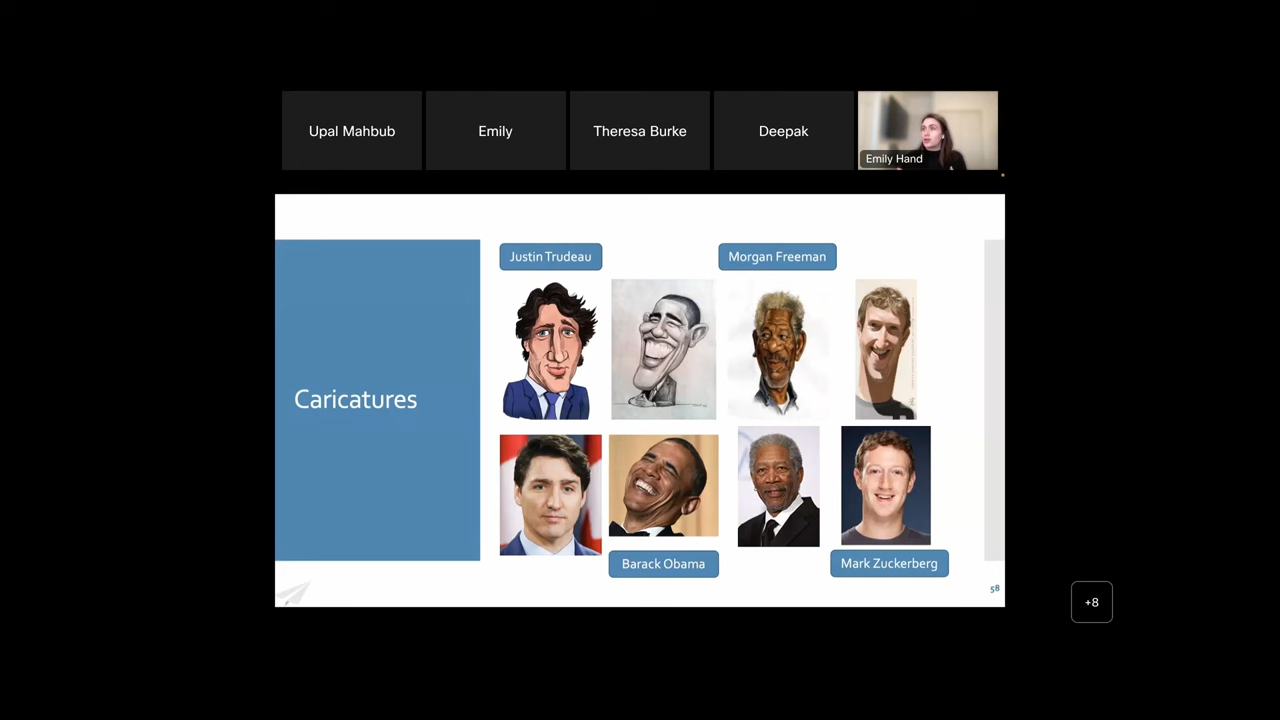 Upal Mahbub
Emily
Theresa Burke
Deepak
Emily Hand
Justin Trudeau
Morgan Freeman
Caricatures
Barack Obama
Mark Zuckerberg
58
+8